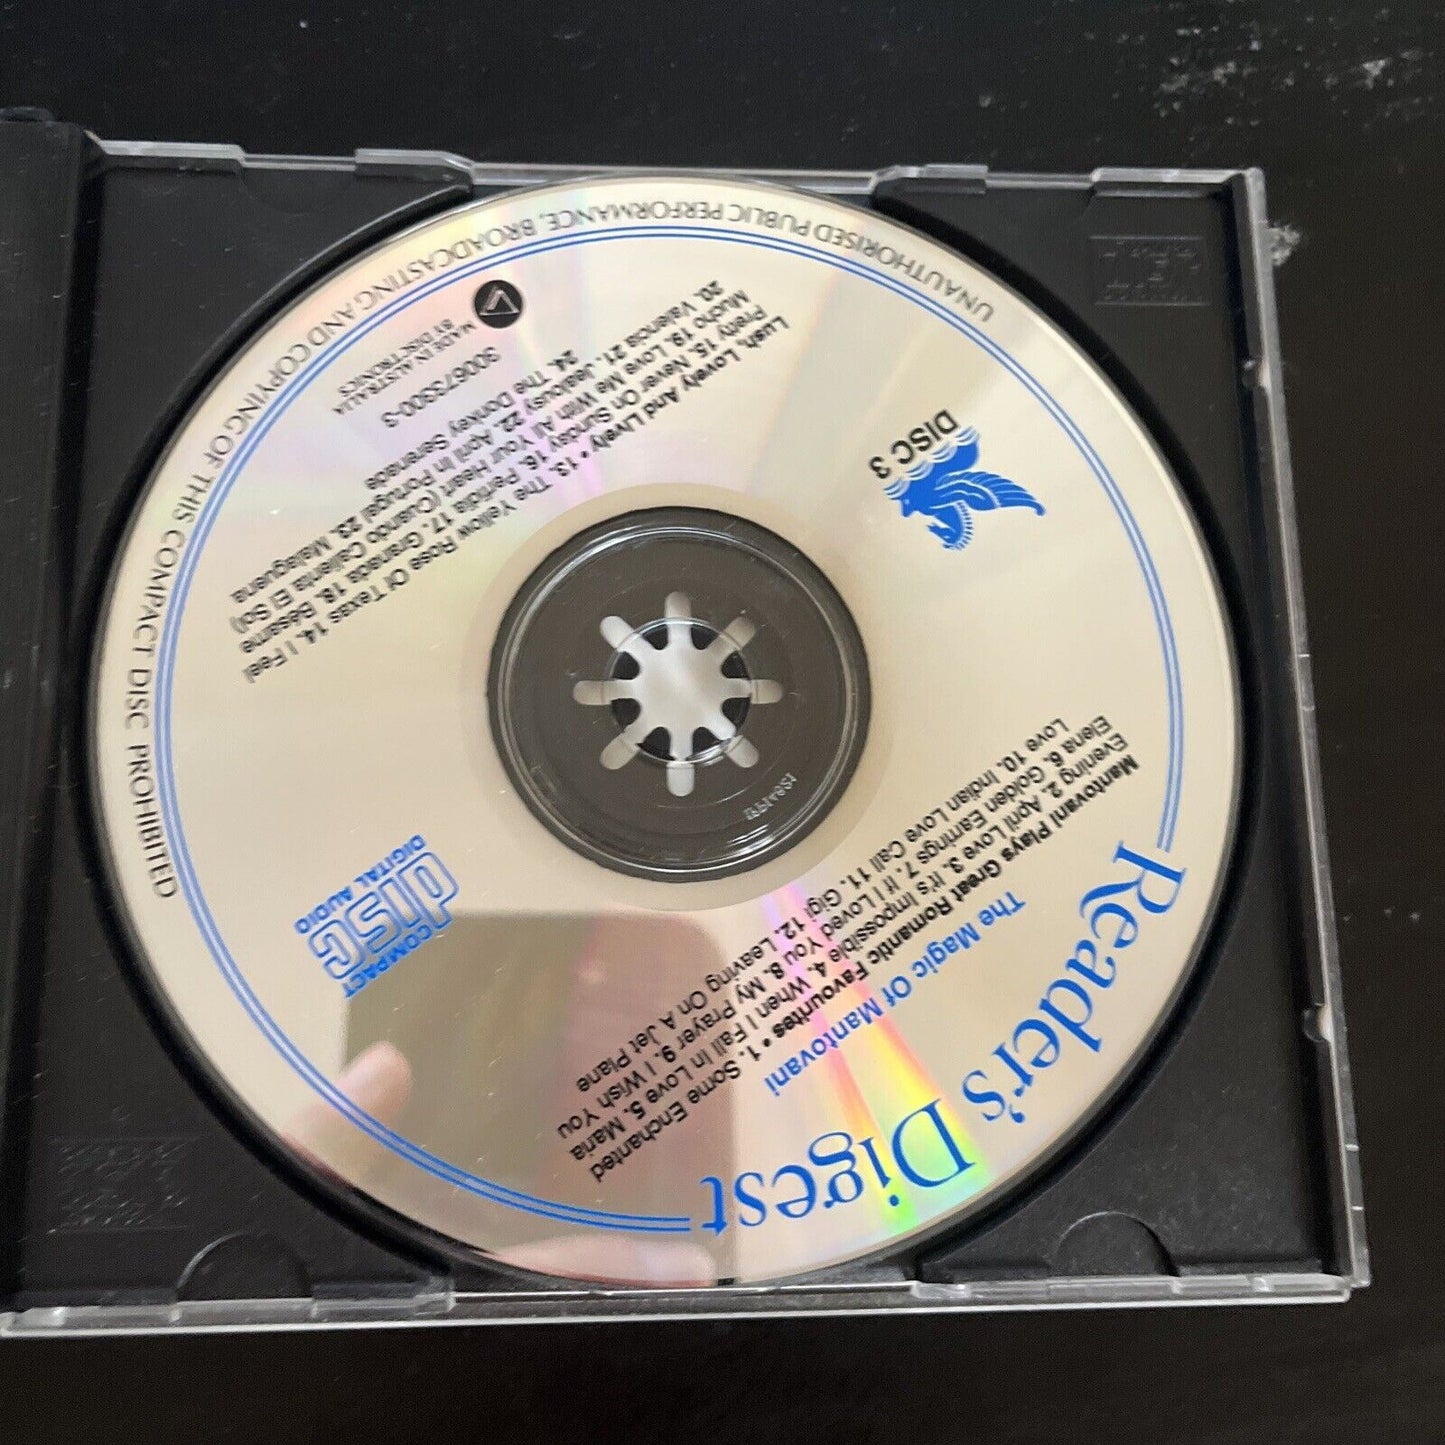 Reader's Digest
The Magic Of Mantovani
Mantovani Plays Great Romantic Favourites • 1. Some Enchanted
Evening 2. April Love 3. It's Impossible 4. When I Fall In Love 5. Maria
Elena 6. Golden Earrings 7. If I Loved You 8. My Prayer 9. I Wish You
Love 10. Indian Love Call 11. Gigi 12. Leaving On A Jet Plane
DISC 3
COMPACT
disc
DIGITAL AUDIO
Lush, Lovely And Lively • 13. The Yellow Rose Of Texas 14. I Feel
Pretty 15. Never On Sunday 16. Perfidia 17. Granada 18. Bésame
Mucho 19. Love Me With All Your Heart (Cuando Calienta El Sol)
20. Valencia 21. Jealousy 22. April In Portugal 23. Malaguena
24. The Donkey Serenade
300673300-3
MADE IN AUSTRALIA
BY DISCTRONICS
UNAUTHORISED PUBLIC PERFORMANCE, BROADCASTING AND COPYING OF THIS COMPACT DISC PROHIBITED